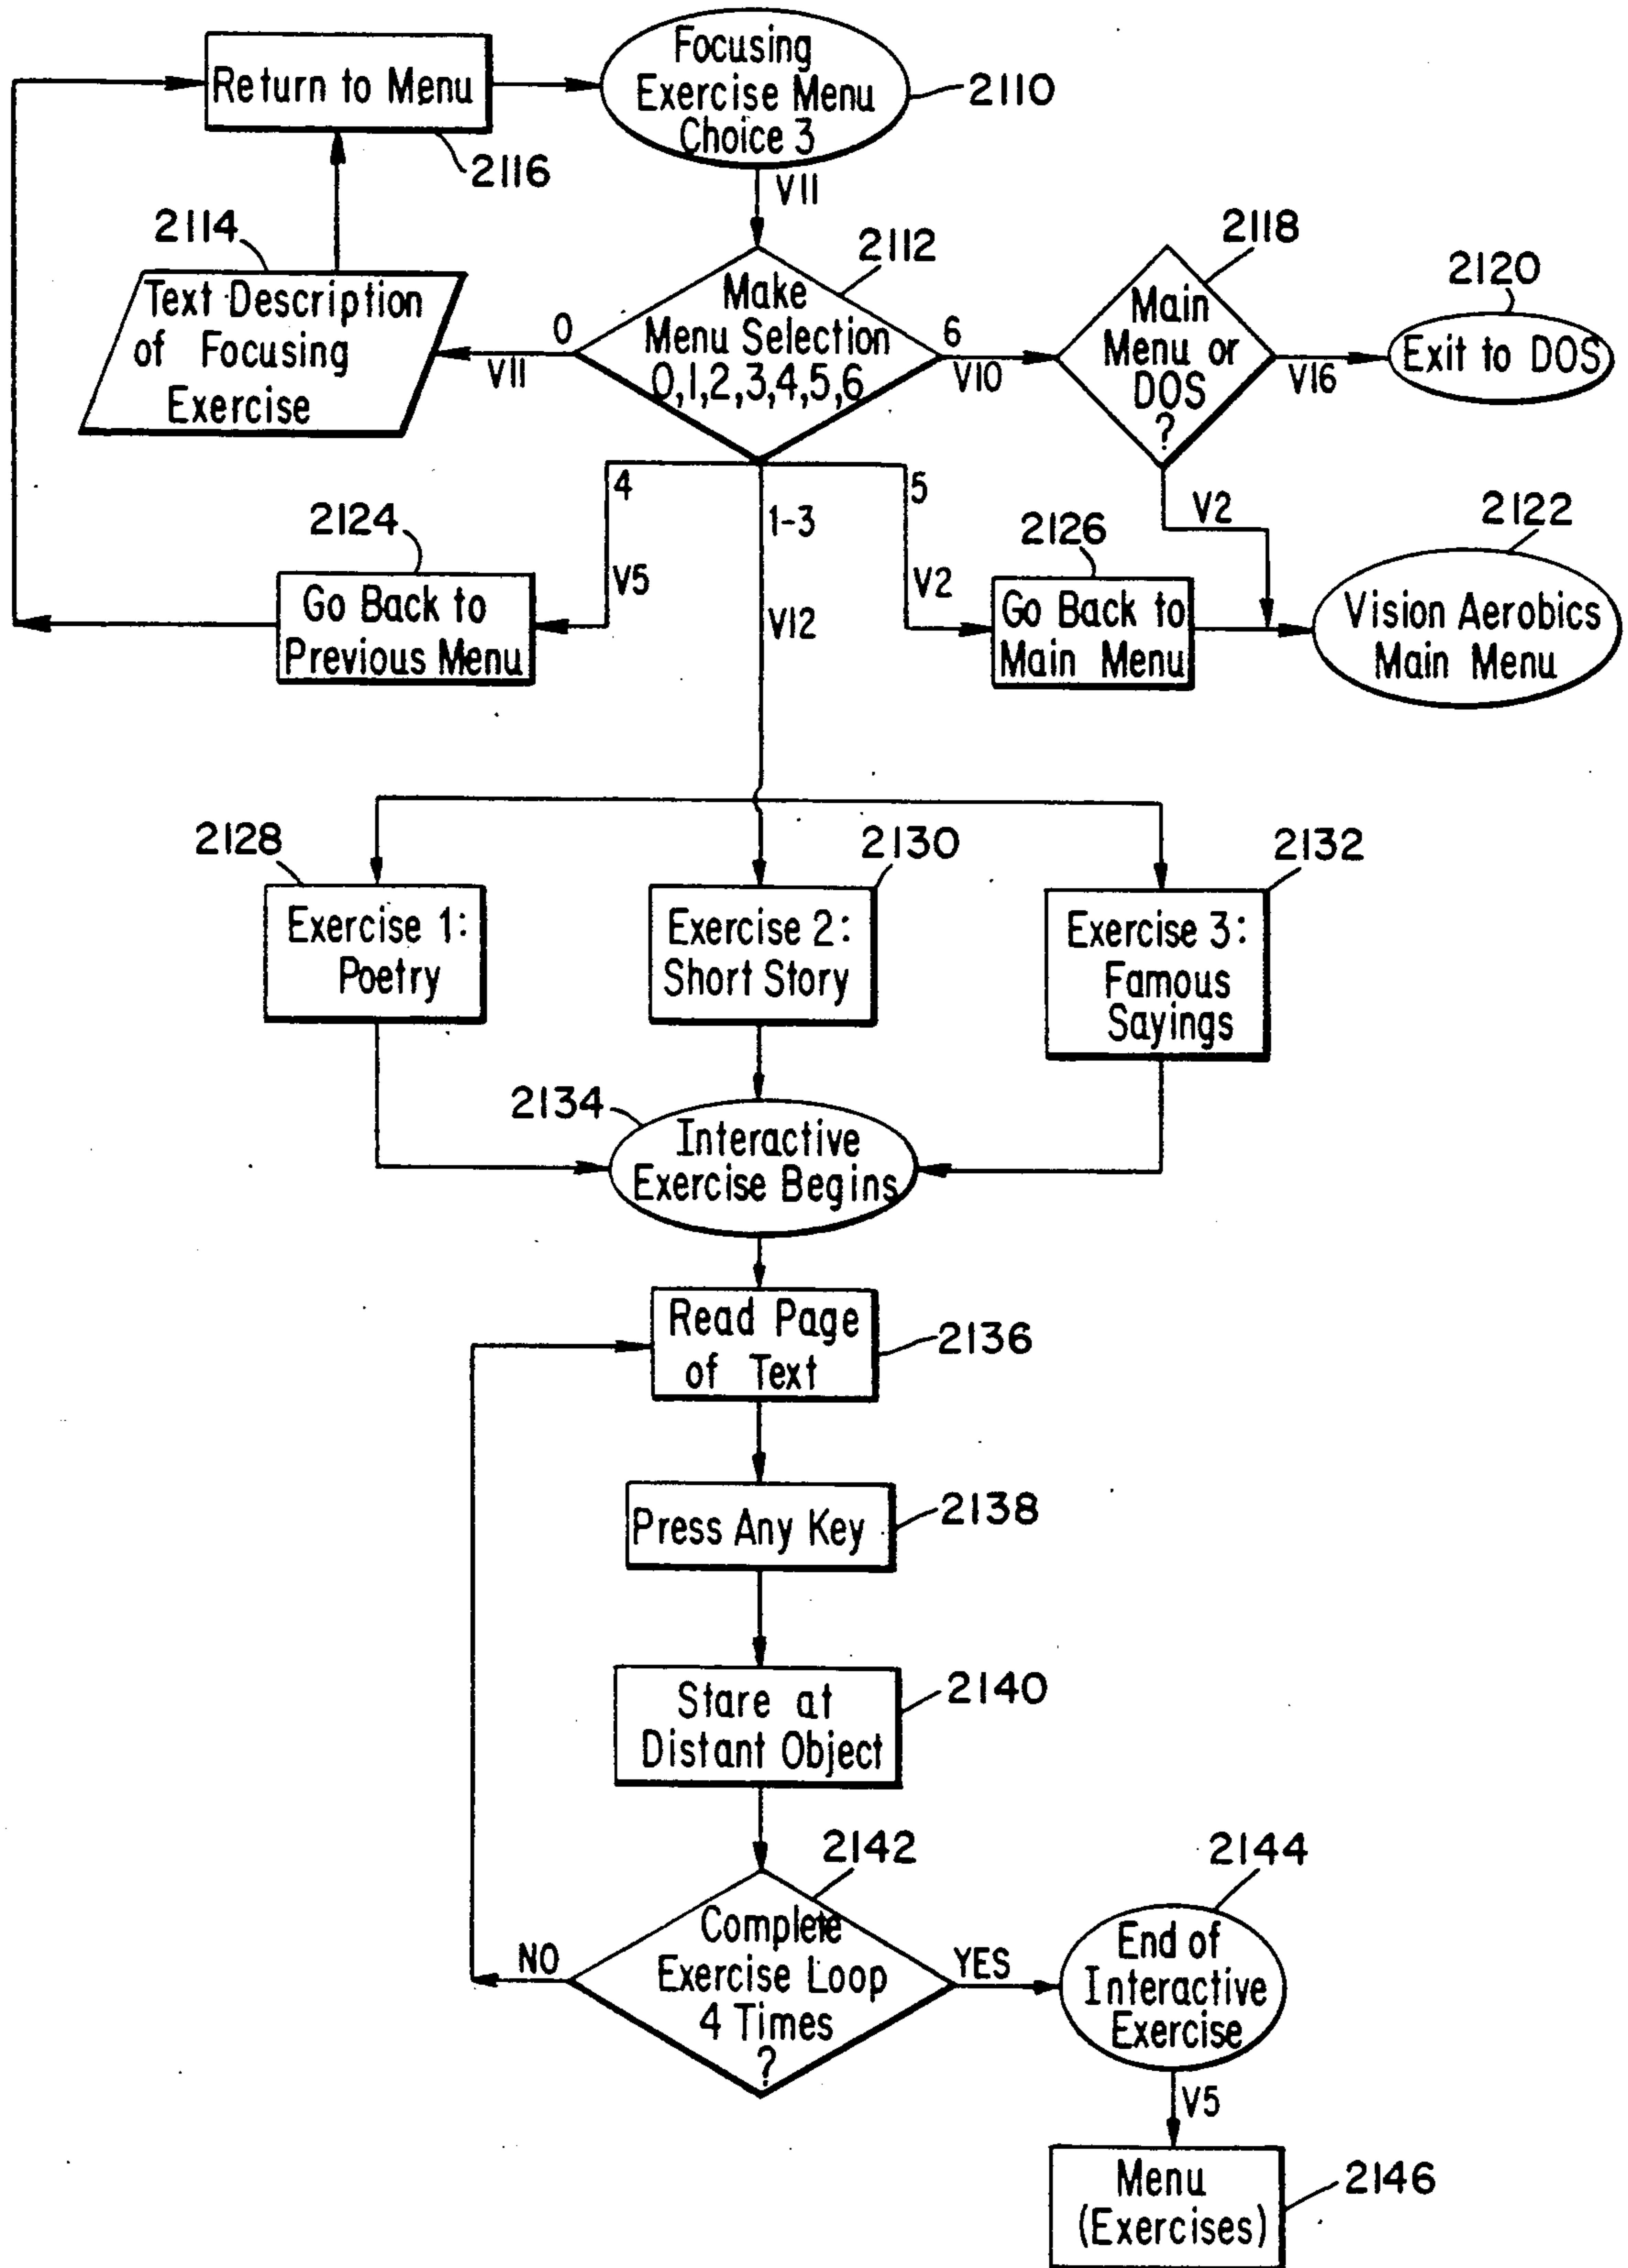 Focusing
Exercise Menu
Choice 3
2110
Return to Menu
2116
V11
2114
Text Description
of Focusing
Exercise
2112
Make
Menu Selection
0,1,2,3,4,5,6
0
V11
6
V10
2118
Main
Menu or
DOS
?
V16
2120
Exit to DOS
4
V5
1-3
V12
5
V2
V2
2124
Go Back to
Previous Menu
2126
Go Back to
Main Menu
2122
Vision Aerobics
Main Menu
2128
Exercise 1:
Poetry
2130
Exercise 2:
Short Story
2132
Exercise 3:
Famous
Sayings
2134
Interactive
Exercise Begins
Read Page
of Text
2136
Press Any Key
2138
Stare at
Distant Object
2140
2142
Complete
Exercise Loop
4 Times
?
NO
YES
2144
End of
Interactive
Exercise
V5
Menu
(Exercises)
2146